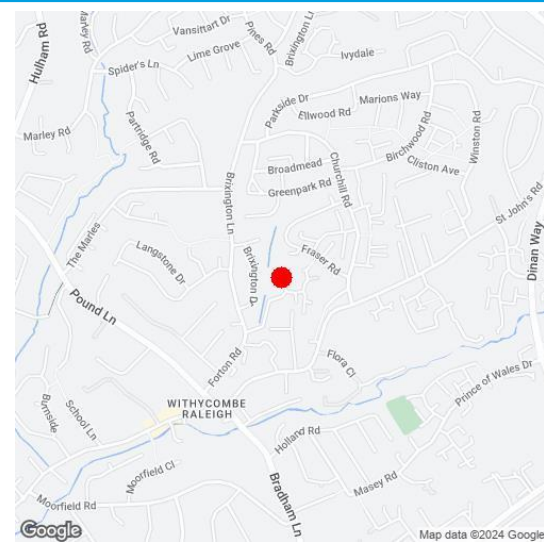 Vansittart Dr
Pines Rd
Brixington Ln
Marley Rd
Hulham Rd
Lime Grove
Ivydale
Spider's Ln
Parkside Dr
Marions Way
Ellwood Rd
Winston Rd
Partridge Rd
Marley Rd
Birchwood Rd
Broadmead
Churchill Rd
Cliston Ave
Greenpark Rd
Brixington Ln
St John's Rd
The Marles
Langstone Dr
Brixington D
Fraser Rd
Dinan Way
Pound Ln
Forton Rd
Flora Ct
Prince of Wales Dr
WITHYCOMBE
RALEIGH
Burnside
School Ln
Holland Rd
Moorfield Cl
Masey Rd
Bradham Ln
Moorfield Rd
Google
Map data ©2024 Google